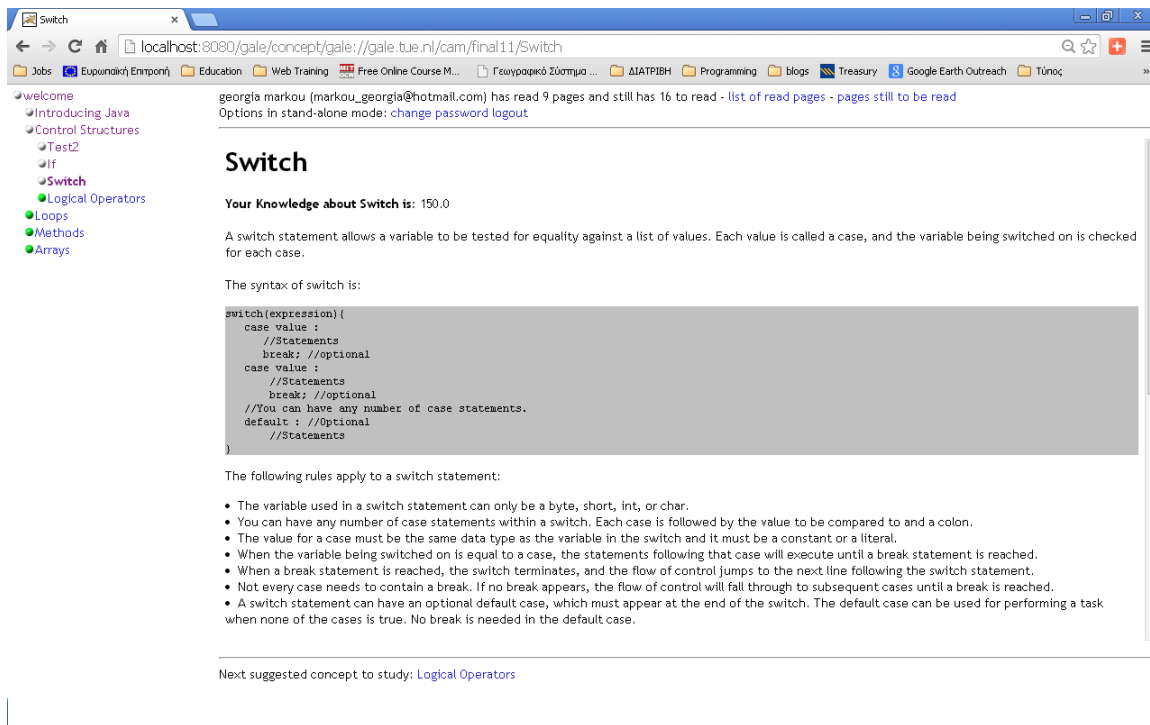 Switch
localhost:8080/gale/concept/gale://gale.tue.nl/cam/final11/Switch
Jobs Ευρωπαϊκή Επιτροπή Education Web Training Free Online Course M... Γεωγραφικό Σύστημα ... ΔΙΑΤΡΙΒΗ Programming blogs Treasury Google Earth Outreach Τύπος »
welcome
Introducing Java
Control Structures
Test2
If
Switch
Logical Operators
Loops
Methods
Arrays
georgia markou (markou_georgia@hotmail.com) has read 9 pages and still has 16 to read - list of read pages - pages still to be read
Options in stand-alone mode: change password logout
Switch
Your Knowledge about Switch is: 150.0
A switch statement allows a variable to be tested for equality against a list of values. Each value is called a case, and the variable being switched on is checked
for each case.
The syntax of switch is:
switch(expression){
case value :
//Statements
break; //optional
case value :
//Statements
break; //optional
//You can have any number of case statements.
default : //Optional
//Statements
}
The following rules apply to a switch statement:
• The variable used in a switch statement can only be a byte, short, int, or char.
• You can have any number of case statements within a switch. Each case is followed by the value to be compared to and a colon.
• The value for a case must be the same data type as the variable in the switch and it must be a constant or a literal.
• When the variable being switched on is equal to a case, the statements following that case will execute until a break statement is reached.
• When a break statement is reached, the switch terminates, and the flow of control jumps to the next line following the switch statement.
• Not every case needs to contain a break. If no break appears, the flow of control will fall through to subsequent cases until a break is reached.
• A switch statement can have an optional default case, which must appear at the end of the switch. The default case can be used for performing a task
when none of the cases is true. No break is needed in the default case.
Next suggested concept to study: Logical Operators